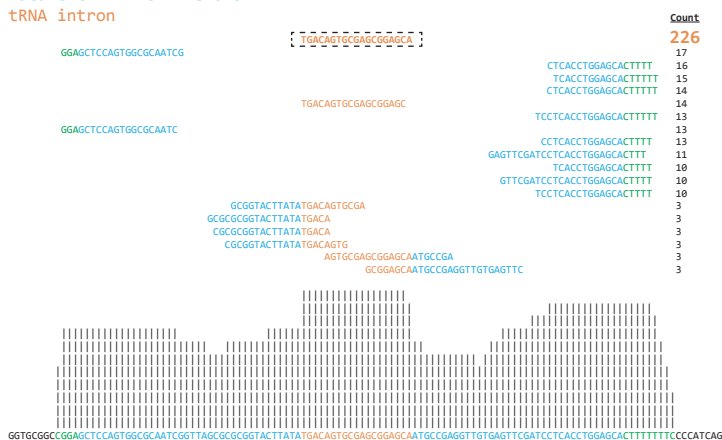 tRNA intron
Count
TGACAGTGCGAGCGGAGCA 226
GGAGCTCCAGTGGCGCAATCG 17
CTCACCTGGAGCACTTTT 16
TCACCTGGAGCACTTTTT 15
CTCACCTGGAGCACTTTTT 14
TGACAGTGCGAGCGGAGC 14
TCCTCACCTGGAGCACTTTTT 13
GGAGCTCCAGTGGCGCAATC 13
CCTCACCTGGAGCACTTTT 13
GAGTTCGATCCTCACCTGGAGCACTTT 11
TCACCTGGAGCACTTTT 10
GTTCGATCCTCACCTGGAGCACTTTT 10
TCCTCACCTGGAGCACTTTT 10
GCGGTACTTATATGACAGTGCGA 3
GCGCGCGGTACTTATATGACA 3
CGCGCGGTACTTATATGACA 3
CGCGGTACTTATATGACAGTG 3
AGTGCGAGCGGAGCAATGCCGA 3
GCGGAGCAATGCCGAGGTTGTGAGTTC 3
GGTGCGGCCGGAGCTCCAGTGGCGCAATCGGTTAGCGCGCGGTACTTATATGACAGTGCGAGCGGAGCAATGCCGAGGTTGTGAGTTCGATCCTCACCTGGAGCACTTTTTTTCCCCATCAG